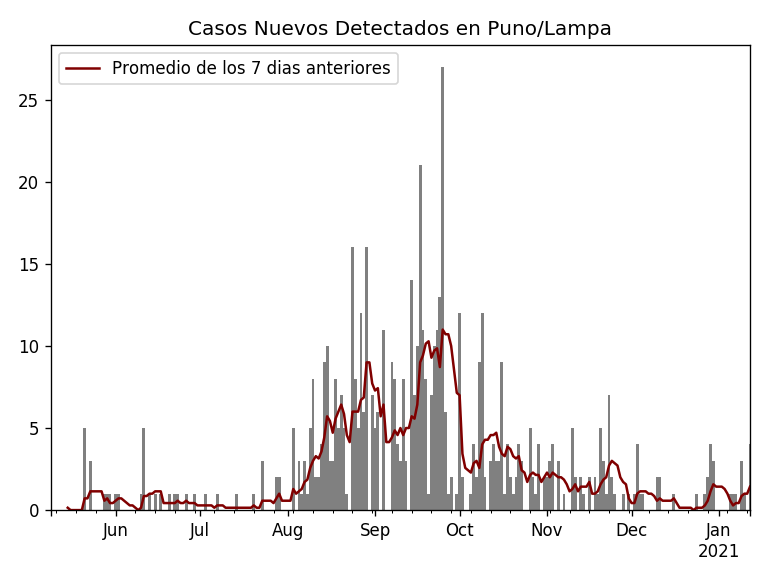 Casos Nuevos Detectados en Puno/Lampa
Promedio de los 7 dias anteriores
25
20
15
10
5
0
Jun Jul Aug Sep Oct Nov Dec Jan
2021